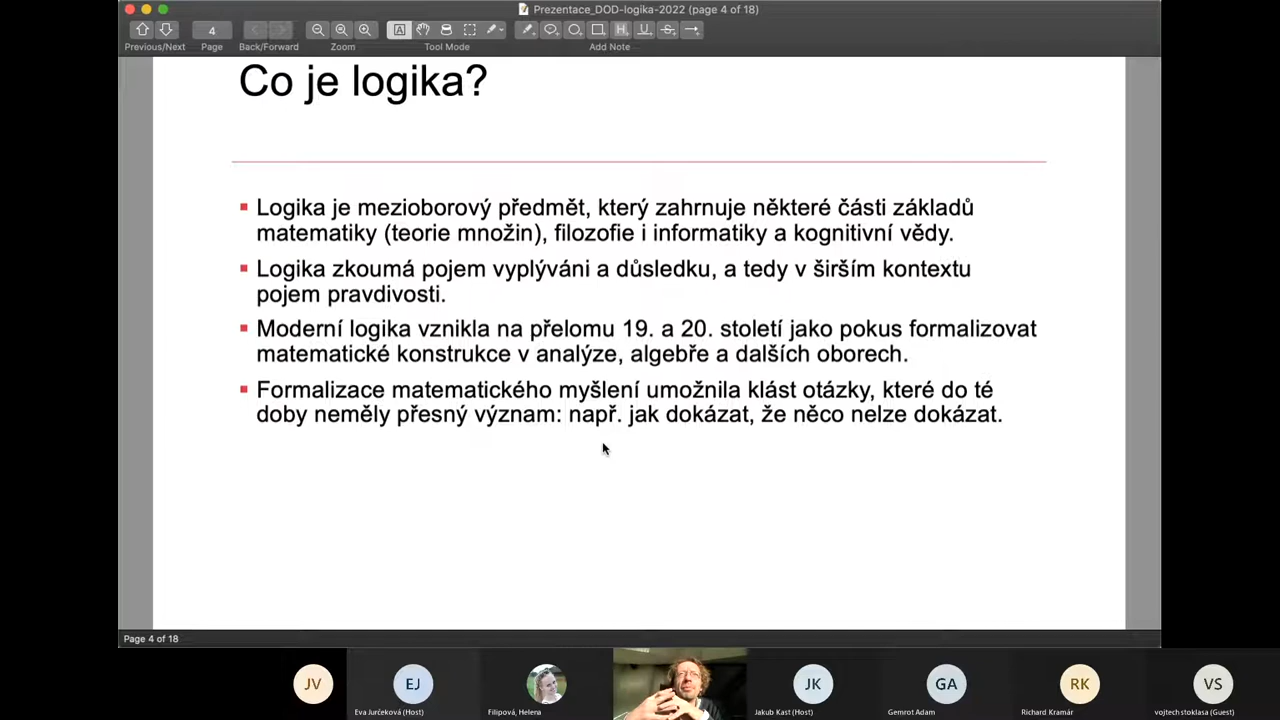 Prezentace_DOD-logika-2022 (page 4 of 18)
4
Previous/Next Page Back/Forward Zoom Tool Mode Add Note
Co je logika?
Logika je mezioborový předmět, který zahrnuje některé části základů
matematiky (teorie množin), filozofie i informatiky a kognitivní vědy.
Logika zkoumá pojem vyplýváni a důsledku, a tedy v širším kontextu
pojem pravdivosti.
Moderní logika vznikla na přelomu 19. a 20. století jako pokus formalizovat
matematické konstrukce v analýze, algebře a dalších oborech.
Formalizace matematického myšlení umožnila klást otázky, které do té
doby neměly přesný význam: např. jak dokázat, že něco nelze dokázat.
Page 4 of 18
JV EJ JK GA RK VS
Eva Jurčeková (Host) Filipová, Helena Jakub Kast (Host) Gemrot Adam Richard Kramár vojtech stoklasa (Guest)